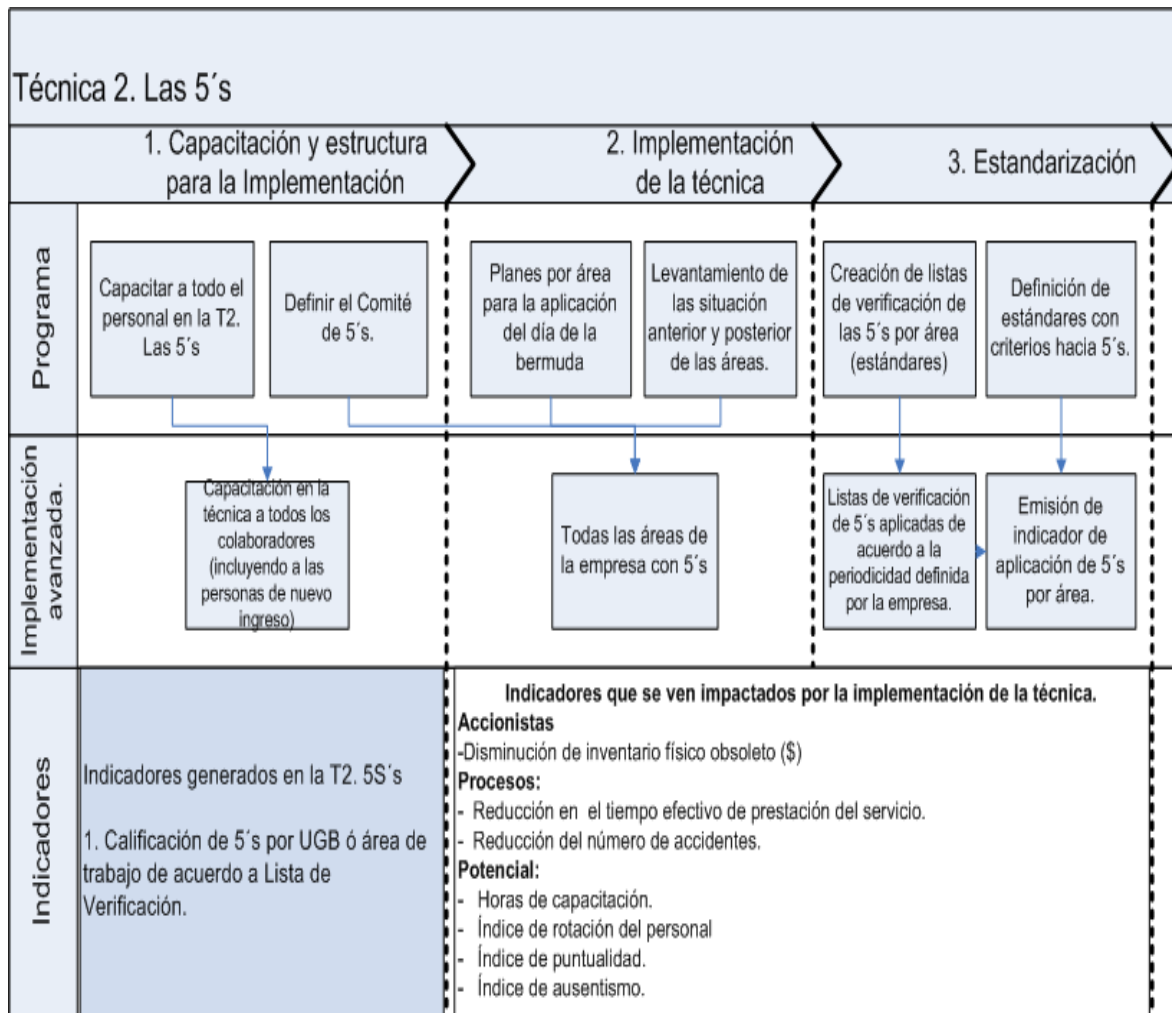 Técnica 2. Las 5´s
1. Capacitación y estructura
para la Implementación
2. Implementación
de la técnica
3. Estandarización
Programa
Capacitar a todo el
personal en la T2.
Las 5´s
Definir el Comité
de 5´s.
Planes por área
para la aplicación
del día de la
bermuda
Levantamiento de
las situación
anterior y posterior
de las áreas.
Creación de listas
de verificación de
las 5´s por área
(estándares)
Definición de
estándares con
criterios hacia 5´s.
Implementación
avanzada.
Capacitación en la
técnica a todos los
colaboradores
(incluyendo a las
personas de nuevo
ingreso)
Todas las áreas de
la empresa con 5´s
Listas de verificación
de 5´s aplicadas de
acuerdo a la
periodicidad definida
por la empresa.
Emisión de
indicador de
aplicación de 5´s
por área.
Indicadores
Indicadores generados en la T2. 5S´s
1. Calificación de 5´s por UGB ó área de
trabajo de acuerdo a Lista de
Verificación.
Indicadores que se ven impactados por la implementación de la técnica.
Accionistas
-Disminución de inventario físico obsoleto ($)
Procesos:
- Reducción en el tiempo efectivo de prestación del servicio.
- Reducción del número de accidentes.
Potencial:
- Horas de capacitación.
- Índice de rotación del personal
- Índice de puntualidad.
- Índice de ausentismo.